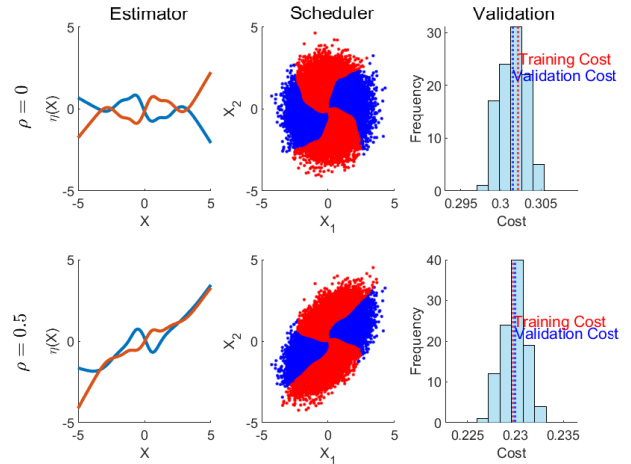 Estimator
Scheduler
Validation
ρ = 0
η(X)
5
0
-5
-5
0
5
X
X2
5
0
-5
-5
0
5
X1
Frequency
30
20
10
0
Training Cost
Validation Cost
0.295
0.3
0.305
Cost
ρ = 0.5
η(X)
5
0
-5
-5
0
5
X
X2
5
0
-5
-5
0
5
X1
Frequency
40
30
20
10
0
Training Cost
Validation Cost
0.225
0.23
0.235
Cost